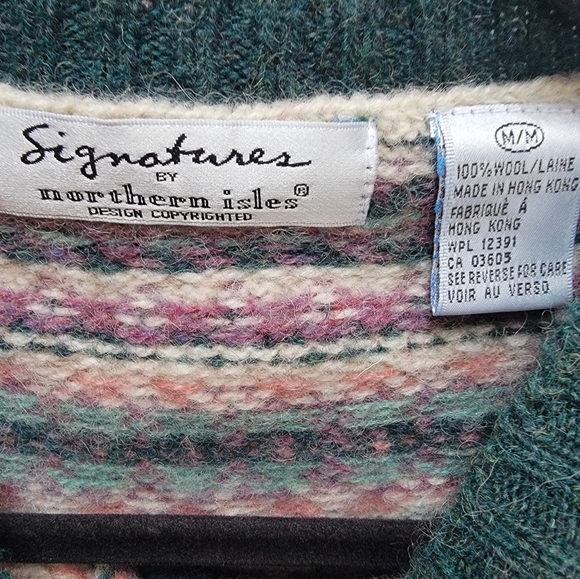 Signatures
BY
northern isles®
DESIGN COPYRIGHTED
M/M
100% WOOL/LAINE
MADE IN HONG KONG
FABRIQUÉ Á
HONG KONG
WPL 12391
CA 03605
SEE REVERSE FOR CARE
VOIR AU VERSO